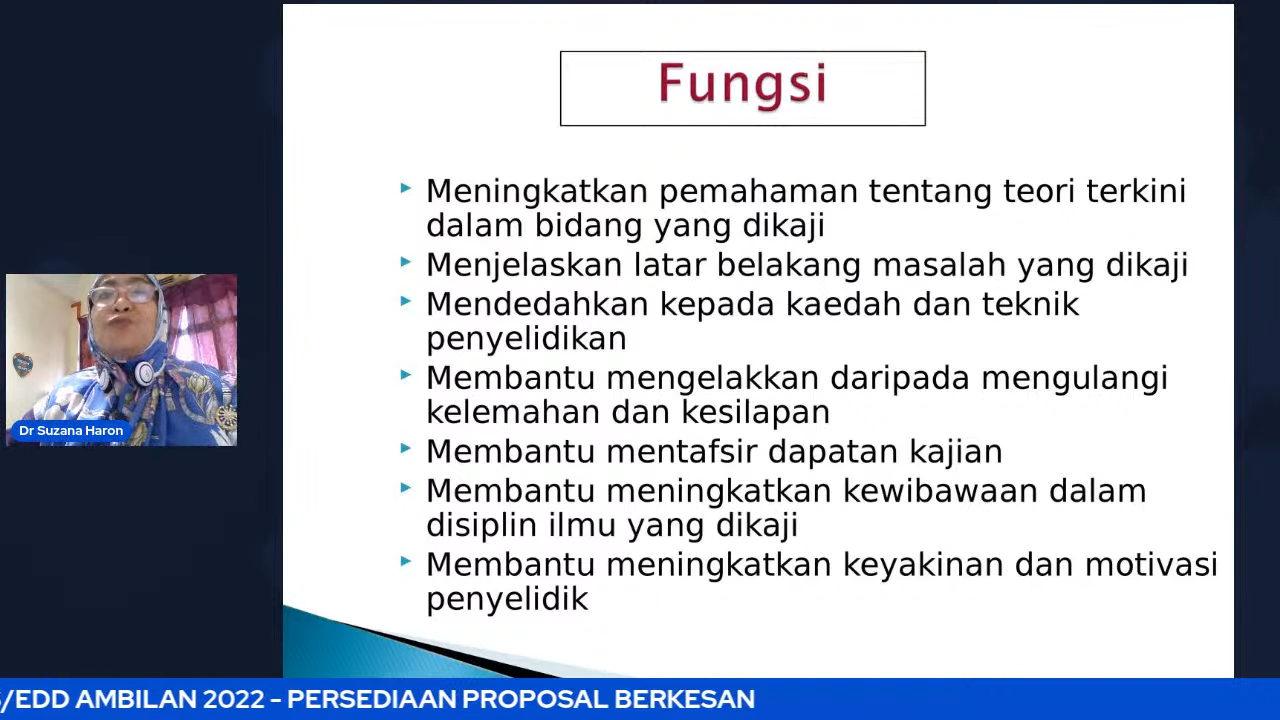 Fungsi
Meningkatkan pemahaman tentang teori terkini
dalam bidang yang dikaji
Menjelaskan latar belakang masalah yang dikaji
Mendedahkan kepada kaedah dan teknik
penyelidikan
Membantu mengelakkan daripada mengulangi
kelemahan dan kesilapan
Membantu mentafsir dapatan kajian
Membantu meningkatkan kewibawaan dalam
disiplin ilmu yang dikaji
Membantu meningkatkan keyakinan dan motivasi
penyelidik
Dr Suzana Haron
/EDD AMBILAN 2022 - PERSEDIAAN PROPOSAL BERKESAN